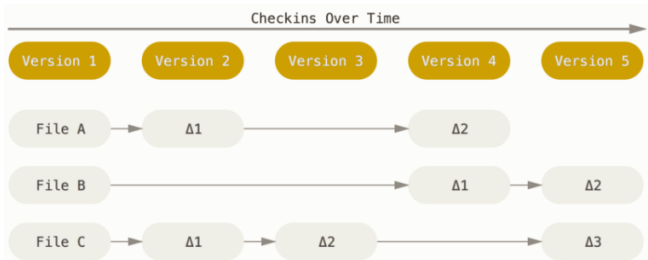 Checkins Over Time
Version 1 Version 2 Version 3 Version 4 Version 5
File A Δ1 Δ2
File B Δ1 Δ2
File C Δ1 Δ2 Δ3